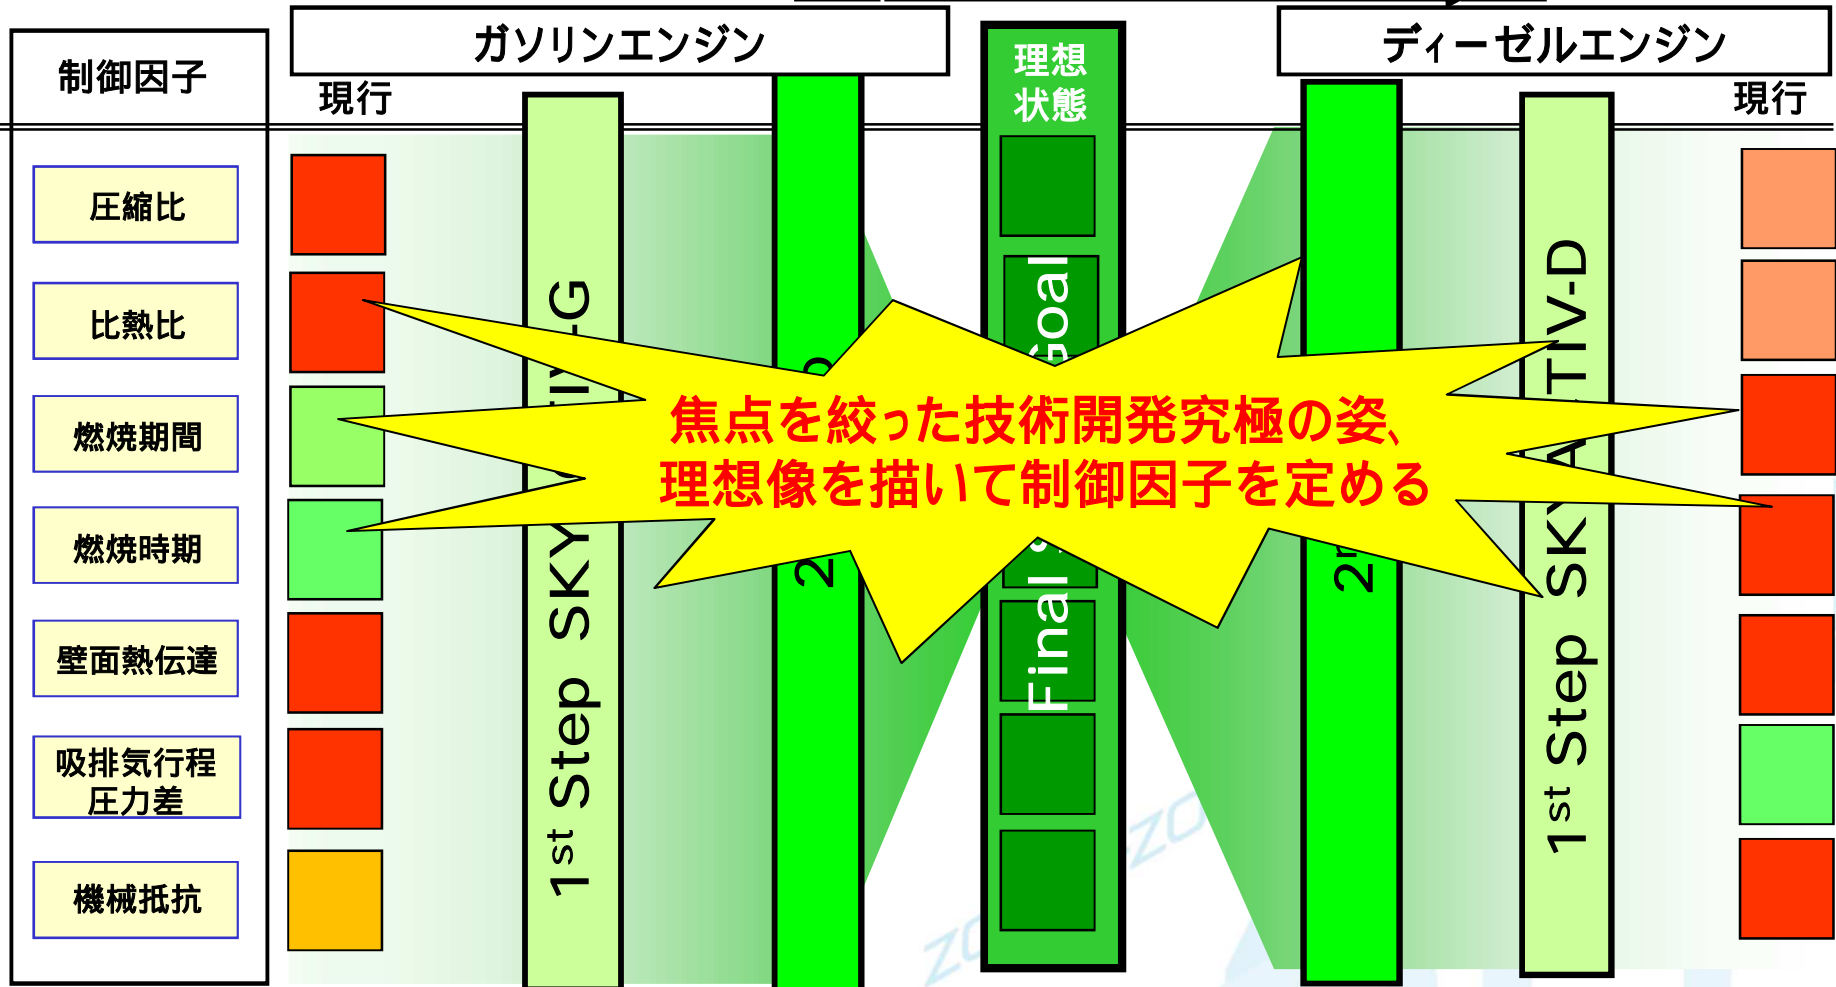 ガソリンエンジン
ディーゼルエンジン
制御因子
現行
理想
状態
現行
圧縮比
比熱比
燃焼期間
燃焼時期
壁面熱伝達
吸排気行程
圧力差
機械抵抗
1st Step SKY
-G
Final Goal
1st Step SKY
TIV-D
焦点を絞った技術開発究極の姿、
理想像を描いて制御因子を定める